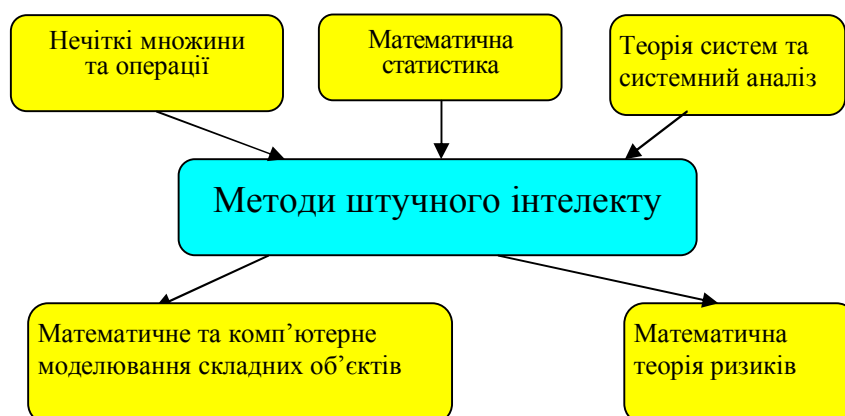 Нечіткі множини
та операції
Математична
статистика
Теорія систем та
системний аналіз
Методи штучного інтелекту
Математичне та комп’ютерне
моделювання складних об’єктів
Математична
теорія ризиків